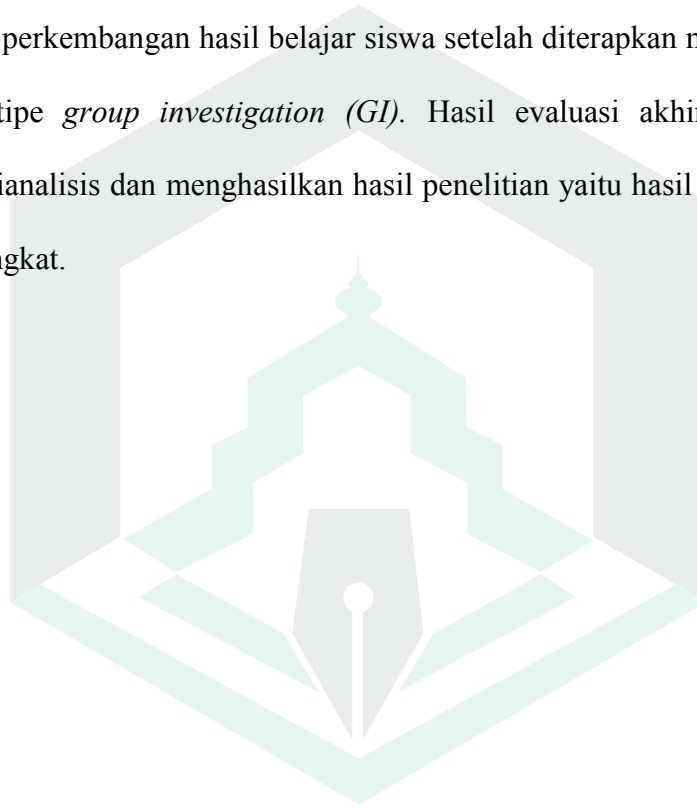 perkembangan hasil belajar siswa setelah diterapkan
tipe group investigation (GI). Hasil evaluasi akhi
ianalisis dan menghasilkan hasil penelitian yaitu hasil
ngkat.